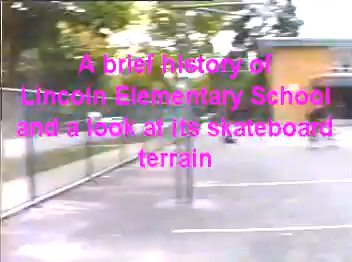 A brief history of
Lincoln Elementary School
and a look at its skateboard
terrain